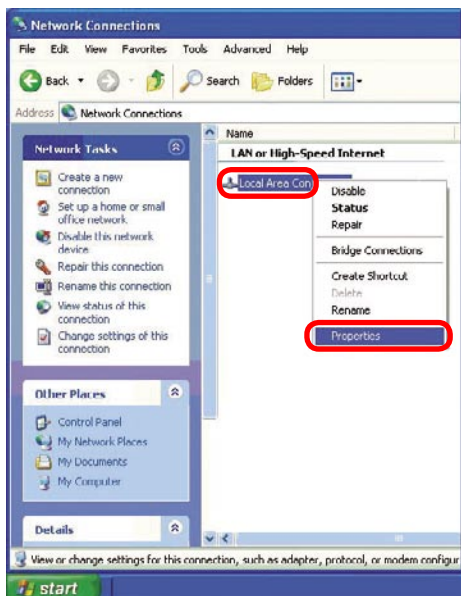 Network Connections
File Edit View Favorites Tools Advanced Help
Back Search Folders
Address Network Connections
Network Tasks
Create a new
connection
Set up a home or small
office network
Disable this network
device
Repair this connection
Rename this connection
View status of this
connection
Change settings of this
connection
Other Places
Control Panel
My Network Places
My Documents
My Computer
Details
Name
LAN or High-Speed Internet
Local Area Con
Disable
Status
Repair
Bridge Connections
Create Shortcut
Delete
Rename
Properties
View or change settings for this connection, such as adapter, protocol, or modem configur
start